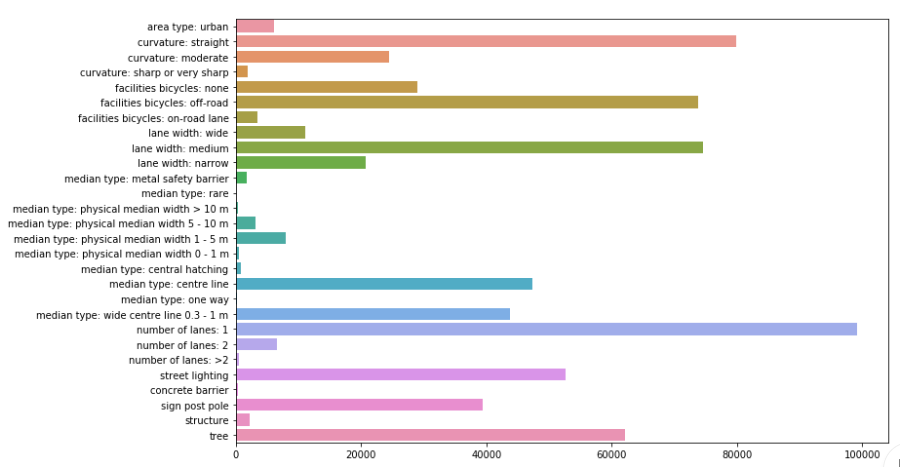 area type: urban
curvature: straight
curvature: moderate
curvature: sharp or very sharp
facilities bicycles: none
facilities bicycles: off-road
facilities bicycles: on-road lane
lane width: wide
lane width: medium
lane width: narrow
median type: metal safety barrier
median type: rare
median type: physical median width > 10 m
median type: physical median width 5 - 10 m
median type: physical median width 1 - 5 m
median type: physical median width 0 - 1 m
median type: central hatching
median type: centre line
median type: one way
median type: wide centre line 0.3 - 1 m
number of lanes: 1
number of lanes: 2
number of lanes: >2
street lighting
concrete barrier
sign post pole
structure
tree
0 20000 40000 60000 80000 100000